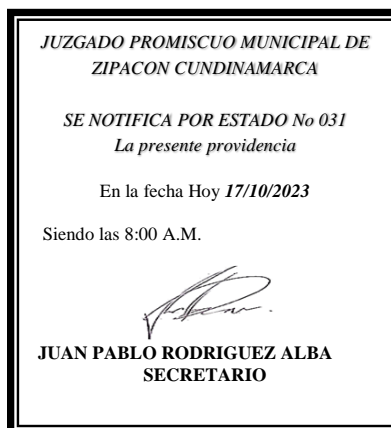 JUZGADO PROMISCUO MUNICIPAL DE
ZIPACON CUNDINAMARCA
SE NOTIFICA POR ESTADO No 031
La presente providencia
En la fecha Hoy 17/10/2023
Siendo las 8:00 A.M.
JUAN PABLO RODRIGUEZ ALBA
SECRETARIO